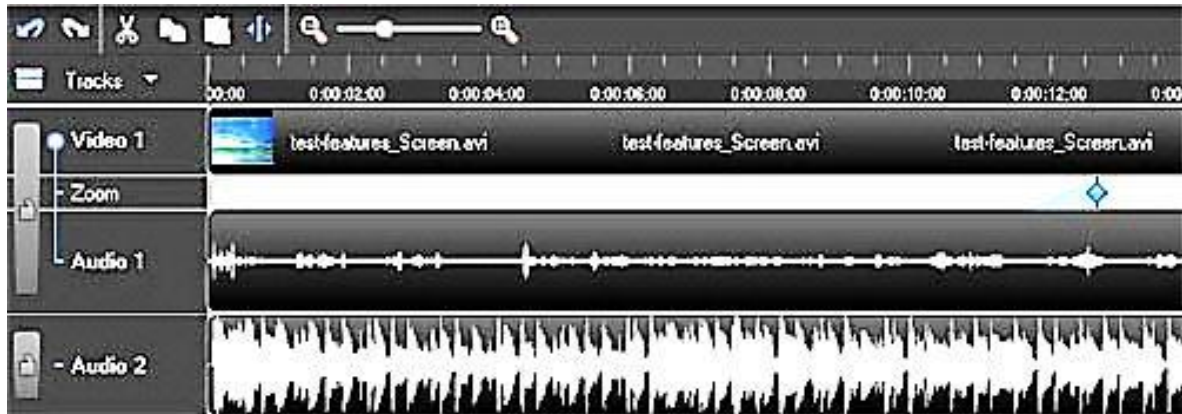 Tracks
00:00 0:00:02:00 0:00:04:00 0:00:06:00 0:00:08:00 0:00:10:00 0:00:12:00 0:00
Video 1 test-features_Screen.avi test-features_Screen.avi test-features_Screen.avi
Zoom
Audio 1
Audio 2